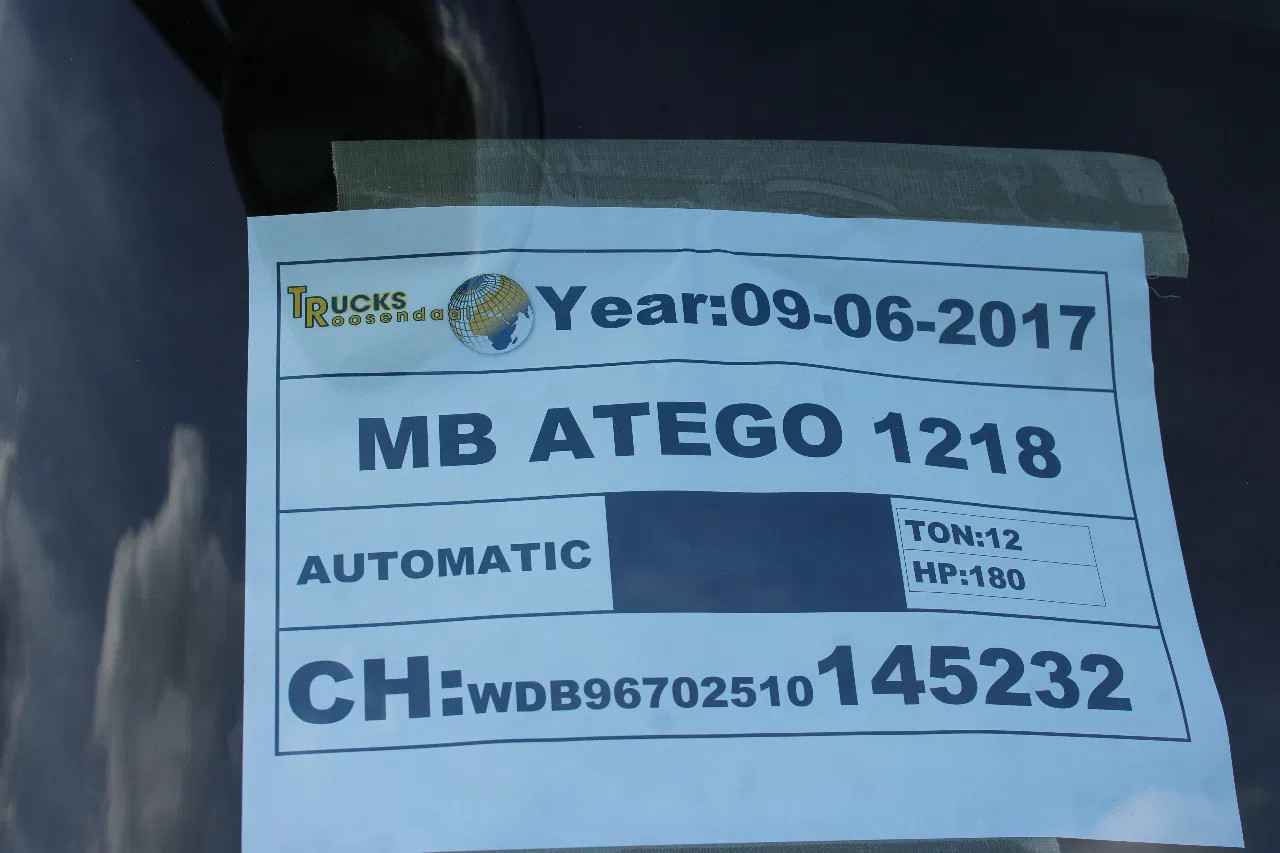 TRUCKS
Roosendaal
Year:09-06-2017
MB ATEGO 1218
AUTOMATIC
TON:12
HP:180
CH:WDB96702510145232